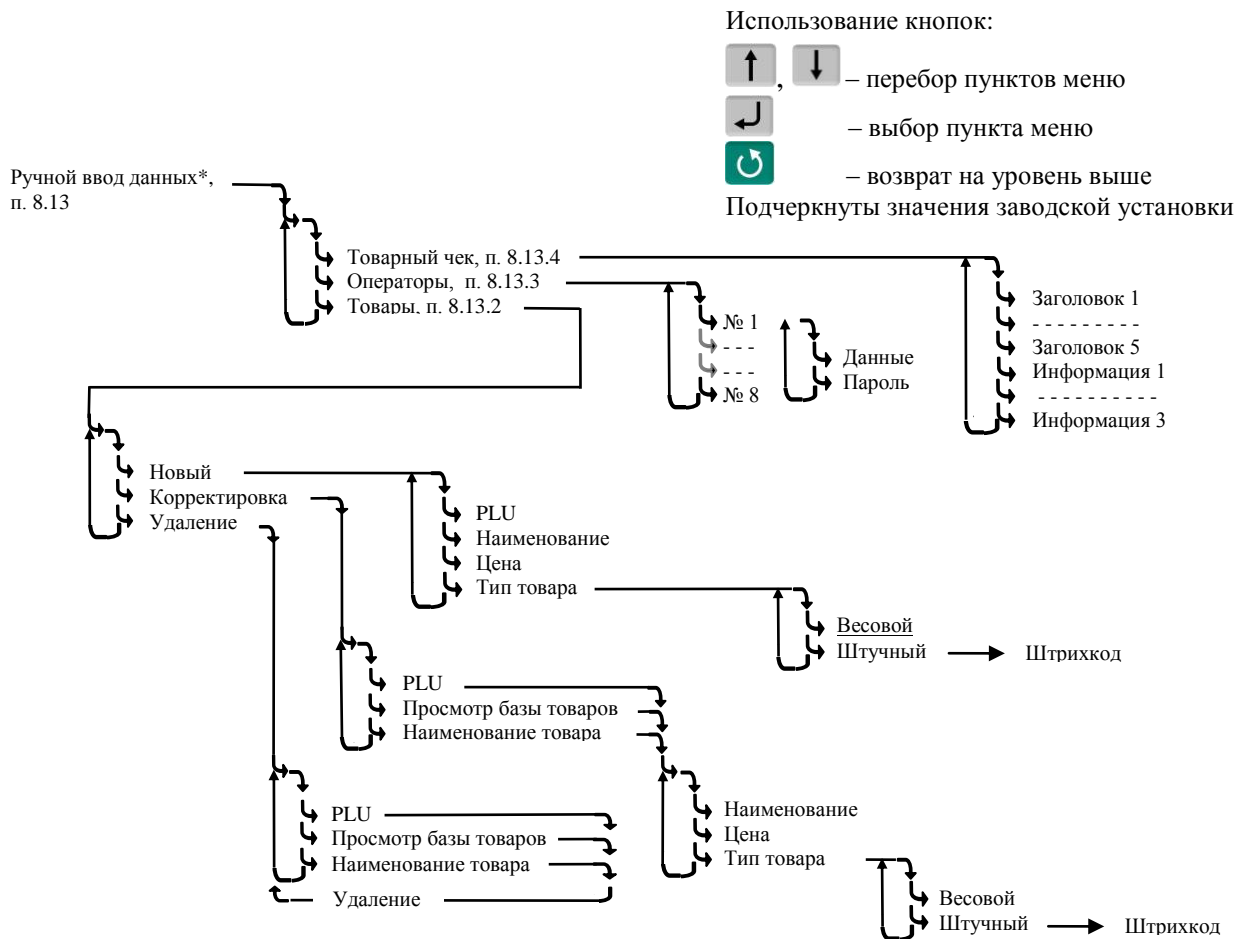 Использование кнопок:
, – перебор пунктов меню
– выбор пункта меню
– возврат на уровень выше
Подчеркнуты значения заводской установки
Ручной ввод данных*,
п. 8.13
Товарный чек, п. 8.13.4
Операторы, п. 8.13.3
Товары, п. 8.13.2
№ 1
- - -
- - -
№ 8
Данные
Пароль
Заголовок 1
- - - - - - - - -
Заголовок 5
Информация 1
- - - - - - - - - -
Информация 3
Новый
Корректировка
Удаление
PLU
Наименование
Цена
Тип товара
Весовой
Штучный
Штрихкод
PLU
Просмотр базы товаров
Наименование товара
Наименование
Цена
Тип товара
PLU
Просмотр базы товаров
Наименование товара
Удаление
Весовой
Штучный
Штрихкод